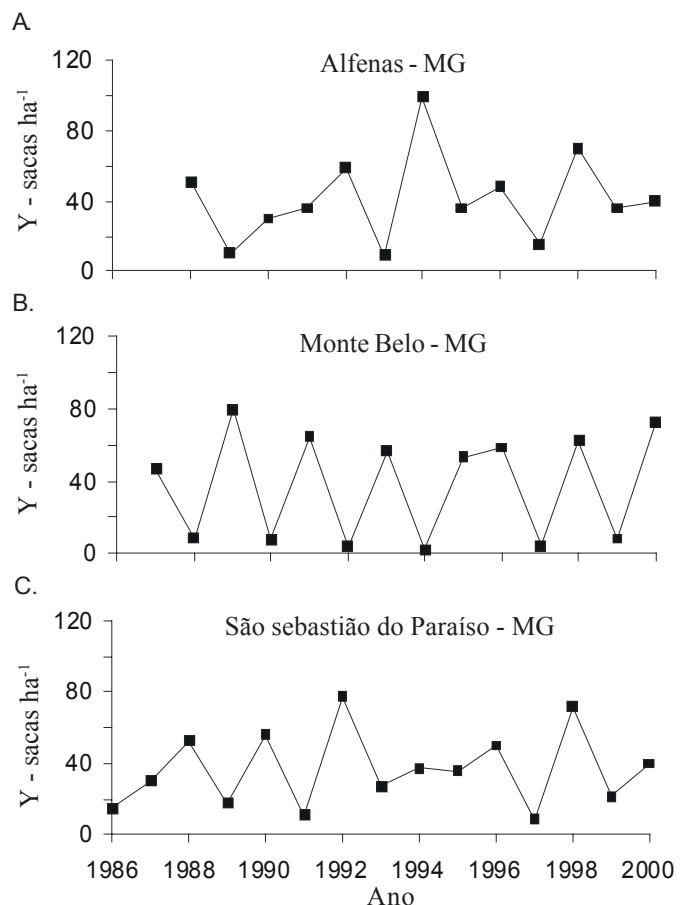 A.
Alfenas - MG
Y - sacas ha⁻¹
120
80
40
0
B.
Monte Belo - MG
Y - sacas ha⁻¹
120
80
40
0
C.
São sebastião do Paraíso - MG
Y - sacas ha⁻¹
120
80
40
0
1986 1988 1990 1992 1994 1996 1998 2000
Ano